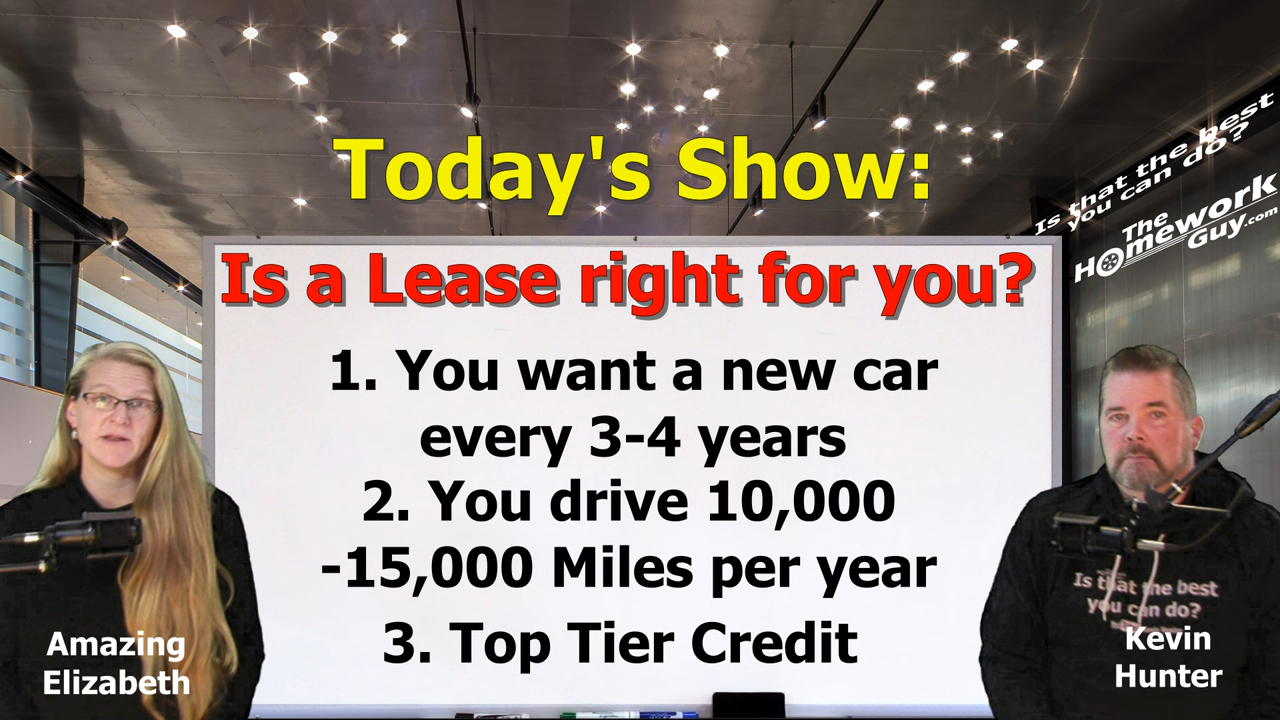 Today's Show:
Is that the best
you can do?
The
Homework
Guy.com
Is a Lease right for you?
1. You want a new car
every 3-4 years
2. You drive 10,000
-15,000 Miles per year
3. Top Tier Credit
Is that the best
you can do?
Amazing
Elizabeth
Kevin
Hunter